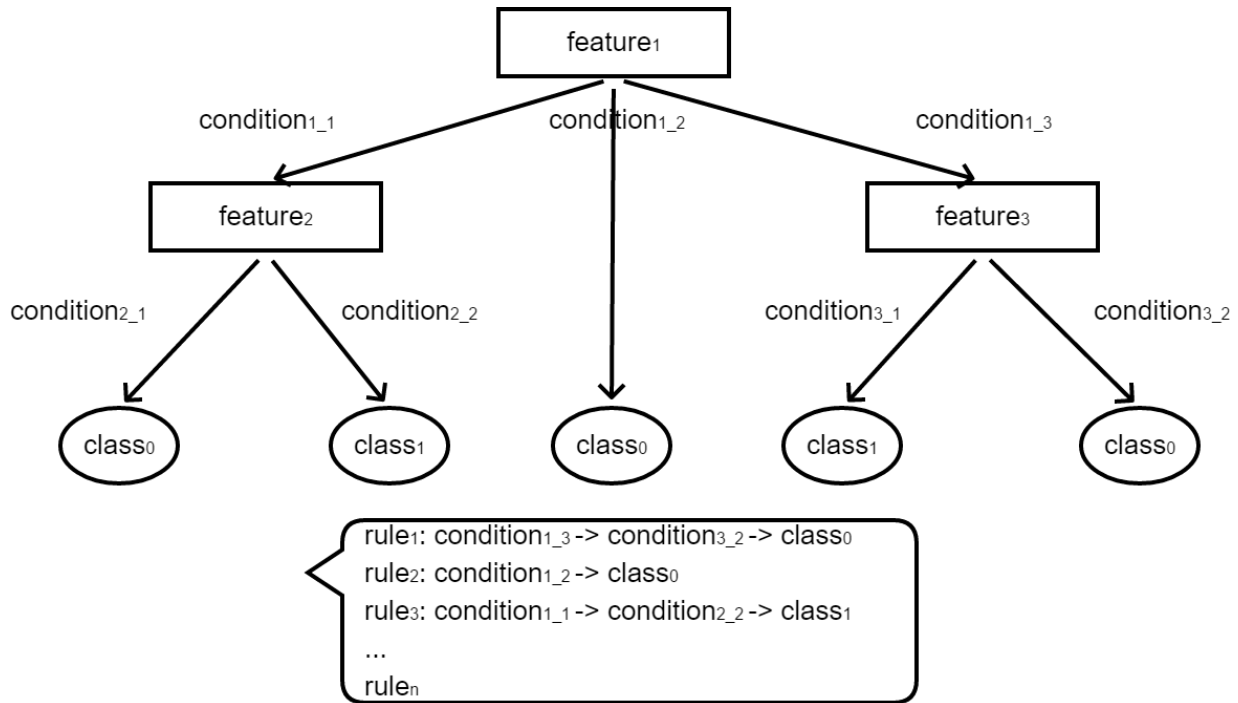 feature₁
condition₁_₁ condition₁_₂ condition₁_₃
feature₂ feature₃
condition₂_₁ condition₂_₂ condition₃_₁ condition₃_₂
class₀ class₁ class₀ class₁ class₀
rule₁: condition₁_₃ -> condition₃_₂ -> class₀
rule₂: condition₁_₂ -> class₀
rule₃: condition₁_₁ -> condition₂_₂ -> class₁
...
ruleₙ